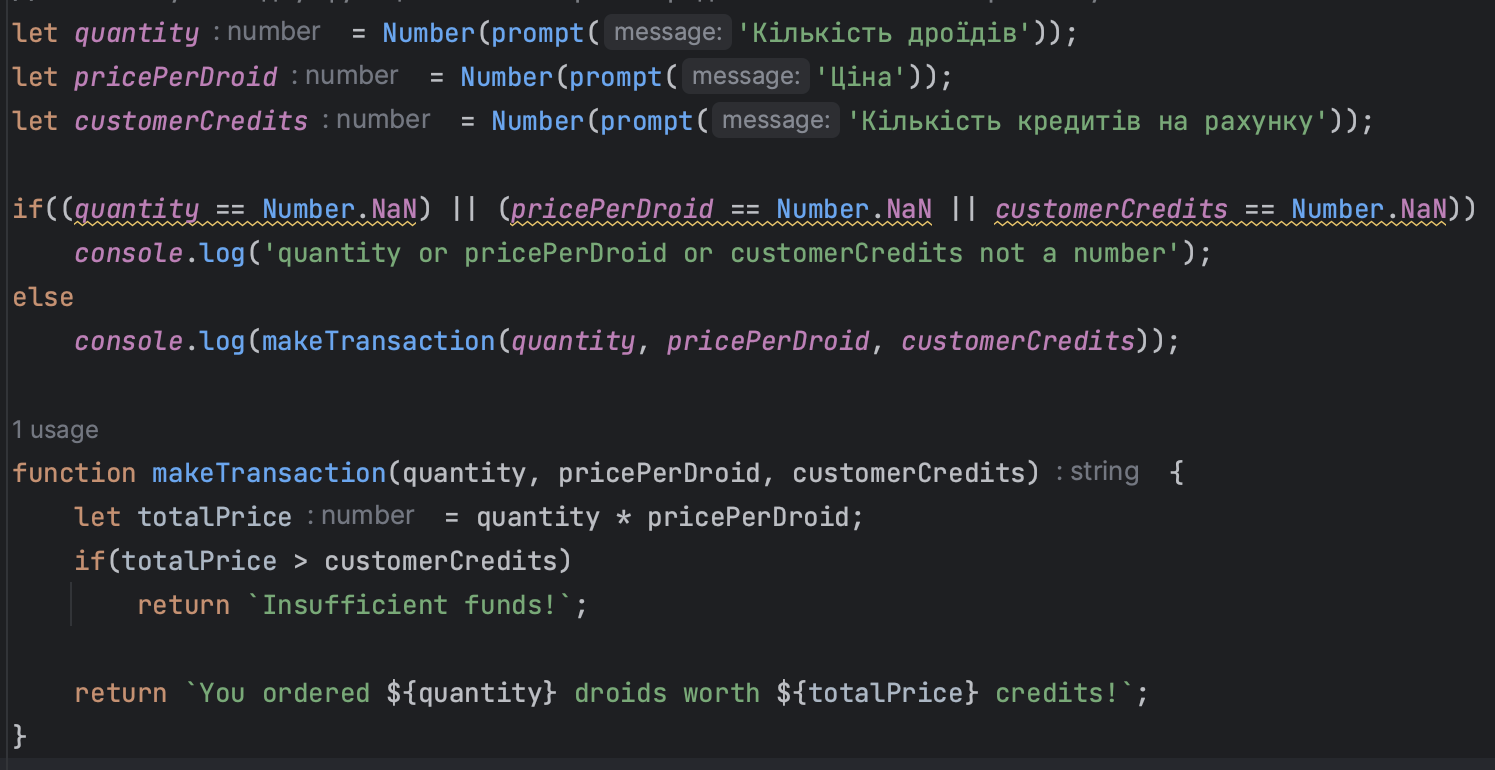 let quantity : number = Number(prompt( message: 'Кількість дроїдів'));
let pricePerDroid : number = Number(prompt( message: 'Ціна'));
let customerCredits : number = Number(prompt( message: 'Кількість кредитів на рахунку'));
if((quantity == Number.NaN) || (pricePerDroid == Number.NaN || customerCredits == Number.NaN))
console.log('quantity or pricePerDroid or customerCredits not a number');
else
console.log(makeTransaction(quantity, pricePerDroid, customerCredits));
1 usage
function makeTransaction(quantity, pricePerDroid, customerCredits) : string {
let totalPrice : number = quantity * pricePerDroid;
if(totalPrice > customerCredits)
return `Insufficient funds!`;
return `You ordered ${quantity} droids worth ${totalPrice} credits!`;
}